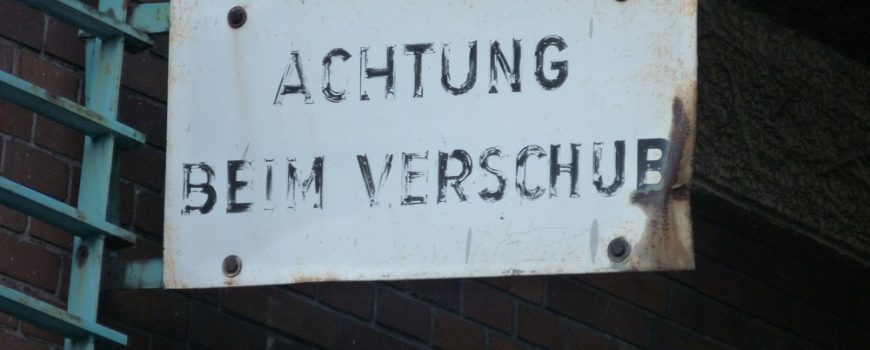 ACHTUNG
BEIM VERSCHUB